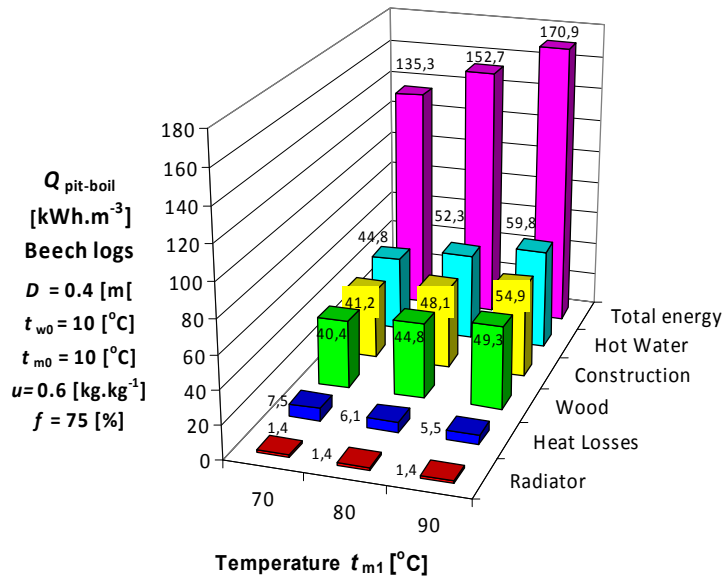 Q pit-boil
[kWh.m-3]
Beech logs
D = 0.4 [m[
t w0 = 10 [oC]
t m0 = 10 [oC]
u= 0.6 [kg.kg-1]
f = 75 [%]
180
160
140
120
100
80
60
40
20
0
135,3
152,7
170,9
44,8
52,3
59,8
41,2
48,1
54,9
40,4
44,8
49,3
7,5
6,1
5,5
1,4
1,4
1,4
Total energy
Hot Water
Construction
Wood
Heat Losses
Radiator
70
80
90
Temperature t m1 [oC]